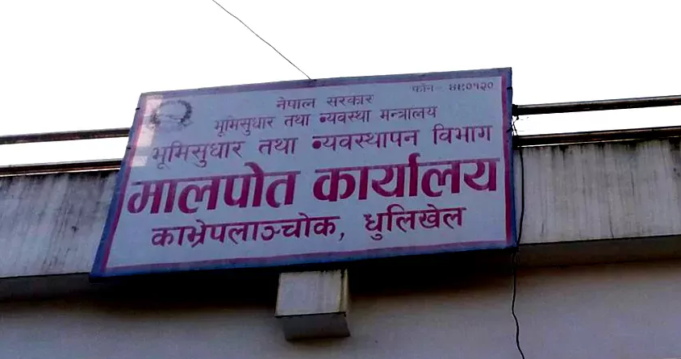 फोन
नेपाल सरकार
भूमिसुधार तथा व्यवस्था मन्त्रालय
भूमिसुधार तथा व्यवस्थापन विभाग
मालपोत कार्यालय
काभ्रेपलाञ्चोक, धुलिखेल